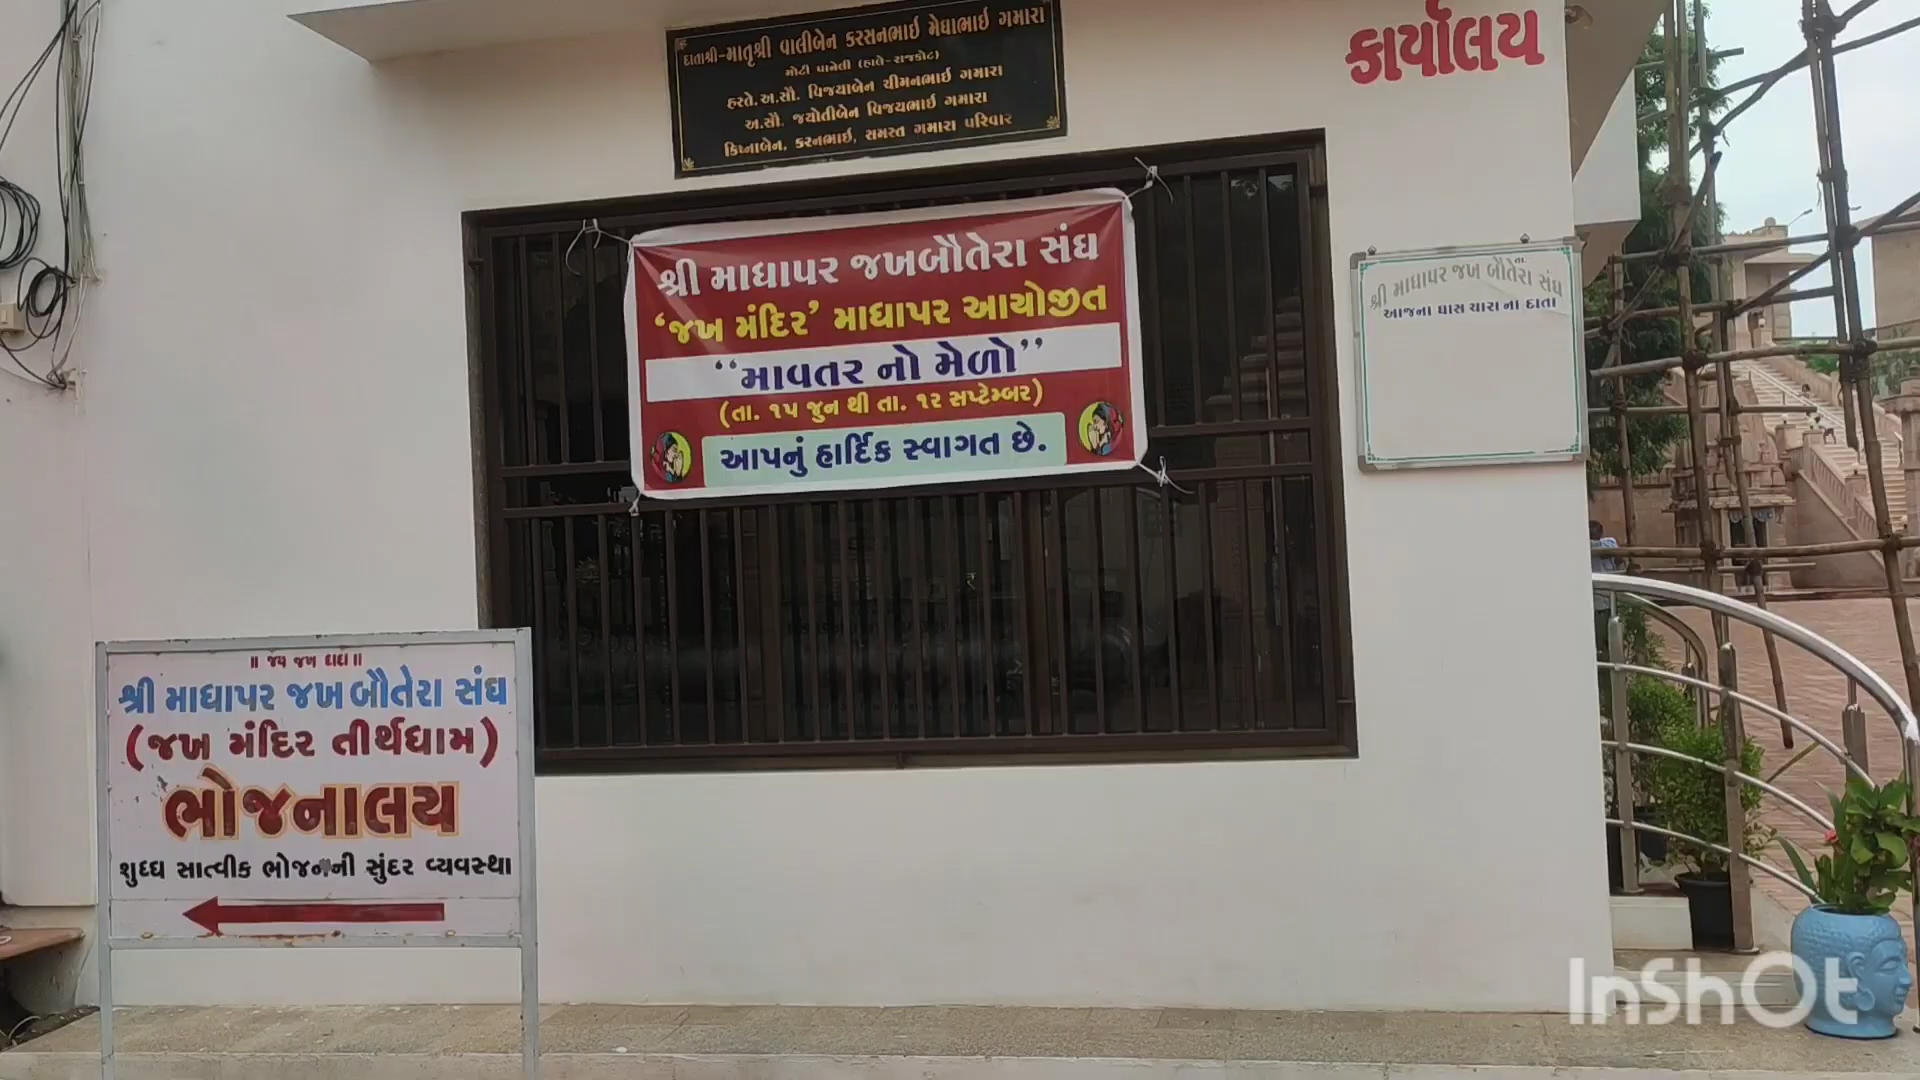 દાતાશ્રી-માતૃશ્રી વાલીબેન કરસનભાઇ મેઘાભાઇ ગમારા
મોટી પાનેલી (હાલે-રાજકોટ)
હસ્તે.અ.સૌ. વિજયાબેન ચીમનભાઇ ગમારા
અ.સૌ. જયોતીબેન વિજયભાઇ ગમારા
કરનભાઇ, સમસ્ત ગમારા પરિવાર
કાર્યાલય
શ્રી માધાપર જખબૌતેરા સંઘ
‘જખ મંદિર’ માધાપર આયોજીત
“માવતર નો મેળો”
(તા. ૧૫ જુન થી તા. ૧૨ સપ્ટેમ્બર)
આપનું હાર્દિક સ્વાગત છે.
તા.
શ્રી માધાપર જખ બૌતેરા સંઘ
આજના ઘાસ ચારા ના દાતા
॥ જય જખ દાદા ॥
શ્રી માધાપર જખબૌતેરા સંઘ
(જખ મંદિર તીર્થધામ)
ભોજનાલય
શુધ્ધ સાત્વીક ભોજનની સુંદર વ્યવસ્થા
InShOt